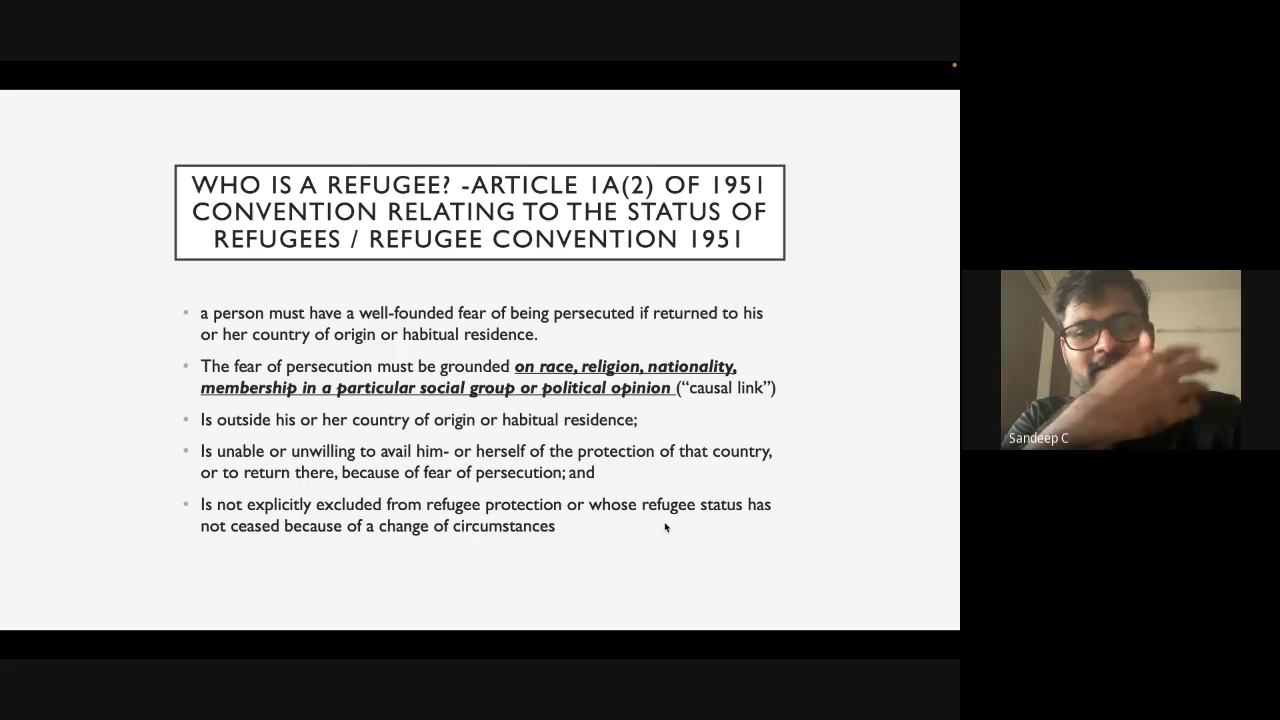 WHO IS A REFUGEE? -ARTICLE 1A(2) OF 1951
CONVENTION RELATING TO THE STATUS OF
REFUGEES / REFUGEE CONVENTION 1951
• a person must have a well-founded fear of being persecuted if returned to his
or her country of origin or habitual residence.
• The fear of persecution must be grounded on race, religion, nationality,
membership in a particular social group or political opinion (“causal link”)
• Is outside his or her country of origin or habitual residence;
• Is unable or unwilling to avail him- or herself of the protection of that country,
or to return there, because of fear of persecution; and
• Is not explicitly excluded from refugee protection or whose refugee status has
not ceased because of a change of circumstances
Sandeep C